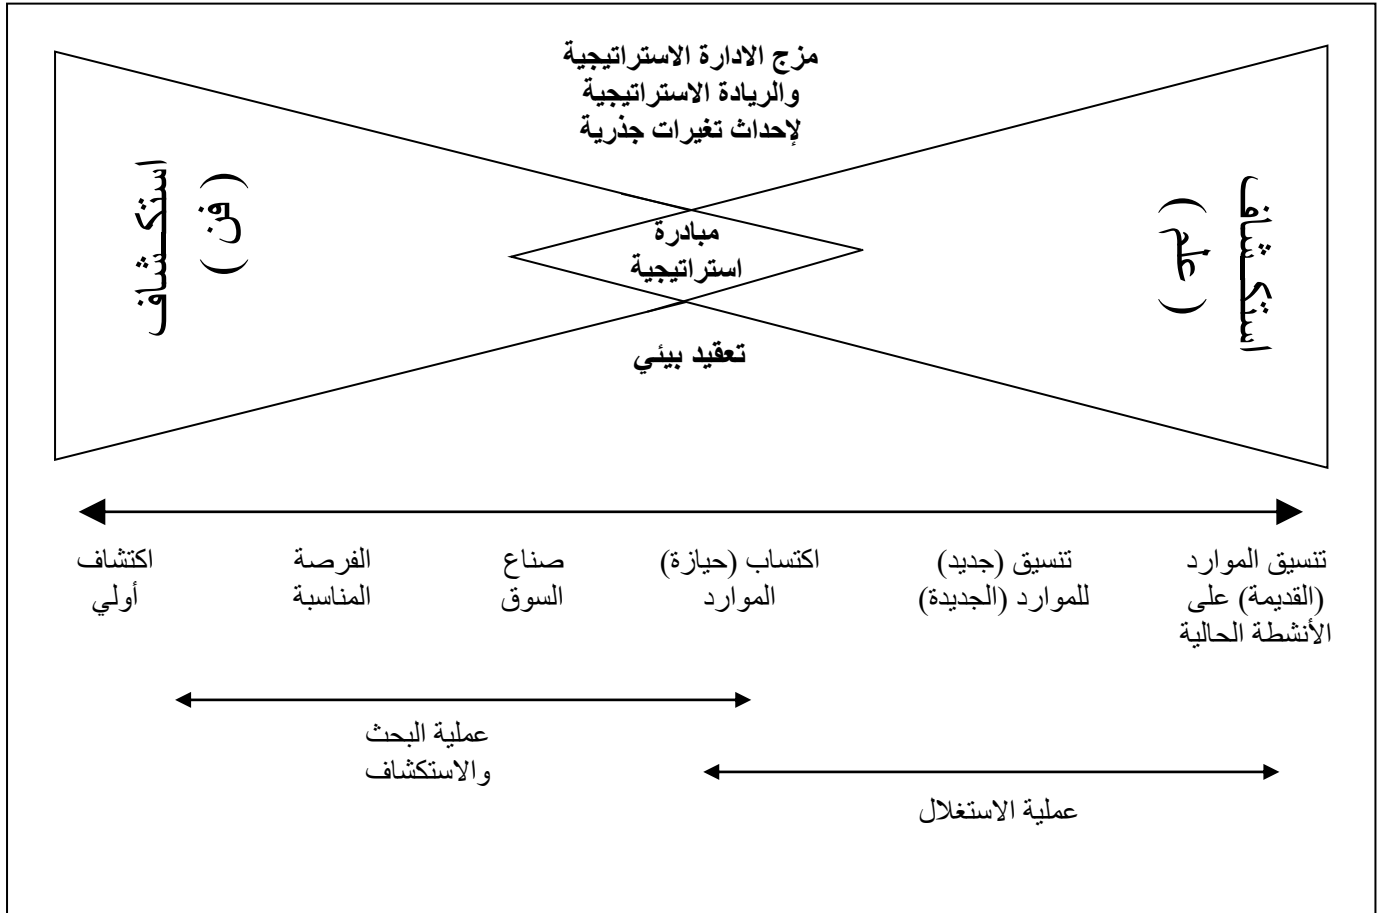 مزج الادارة الاستراتيجية
والريادة الاستراتيجية
لإحداث تغيرات جذرية
استكـشاف
(علم)
مبادرة
استراتيجية
استكـشاف
(فن)
تعقيد بيئي
تنسيق الموارد
(القديمة) على
الأنشطة الحالية
تنسيق (جديد)
للموارد (الجديدة)
اكتساب (حيازة)
الموارد
صناع
السوق
الفرصة
المناسبة
اكتشاف
أولي
عملية البحث
والاستكشاف
عملية الاستغلال